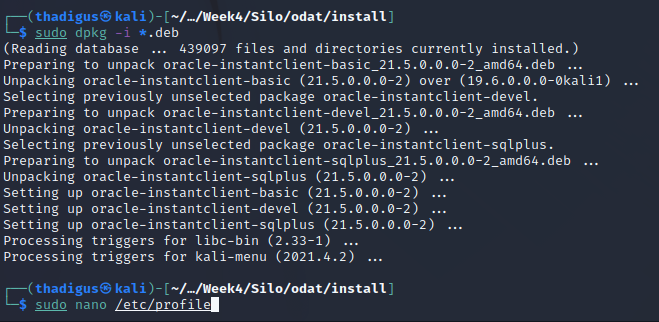 ┌──(thadigus㉿kali)-[~/…/Week4/Silo/odat/install]
└─$ sudo dpkg -i *.deb
(Reading database … 439097 files and directories currently installed.)
Preparing to unpack oracle-instantclient-basic_21.5.0.0.0-2_amd64.deb …
Unpacking oracle-instantclient-basic (21.5.0.0.0-2) over (19.6.0.0.0-0kali1) …
Selecting previously unselected package oracle-instantclient-devel.
Preparing to unpack oracle-instantclient-devel_21.5.0.0.0-2_amd64.deb …
Unpacking oracle-instantclient-devel (21.5.0.0.0-2) …
Selecting previously unselected package oracle-instantclient-sqlplus.
Preparing to unpack oracle-instantclient-sqlplus_21.5.0.0.0-2_amd64.deb …
Unpacking oracle-instantclient-sqlplus (21.5.0.0.0-2) …
Setting up oracle-instantclient-basic (21.5.0.0.0-2) …
Setting up oracle-instantclient-devel (21.5.0.0.0-2) …
Setting up oracle-instantclient-sqlplus (21.5.0.0.0-2) …
Processing triggers for libc-bin (2.33-1) …
Processing triggers for kali-menu (2021.4.2) …
┌──(thadigus㉿kali)-[~/…/Week4/Silo/odat/install]
└─$ sudo nano /etc/profile